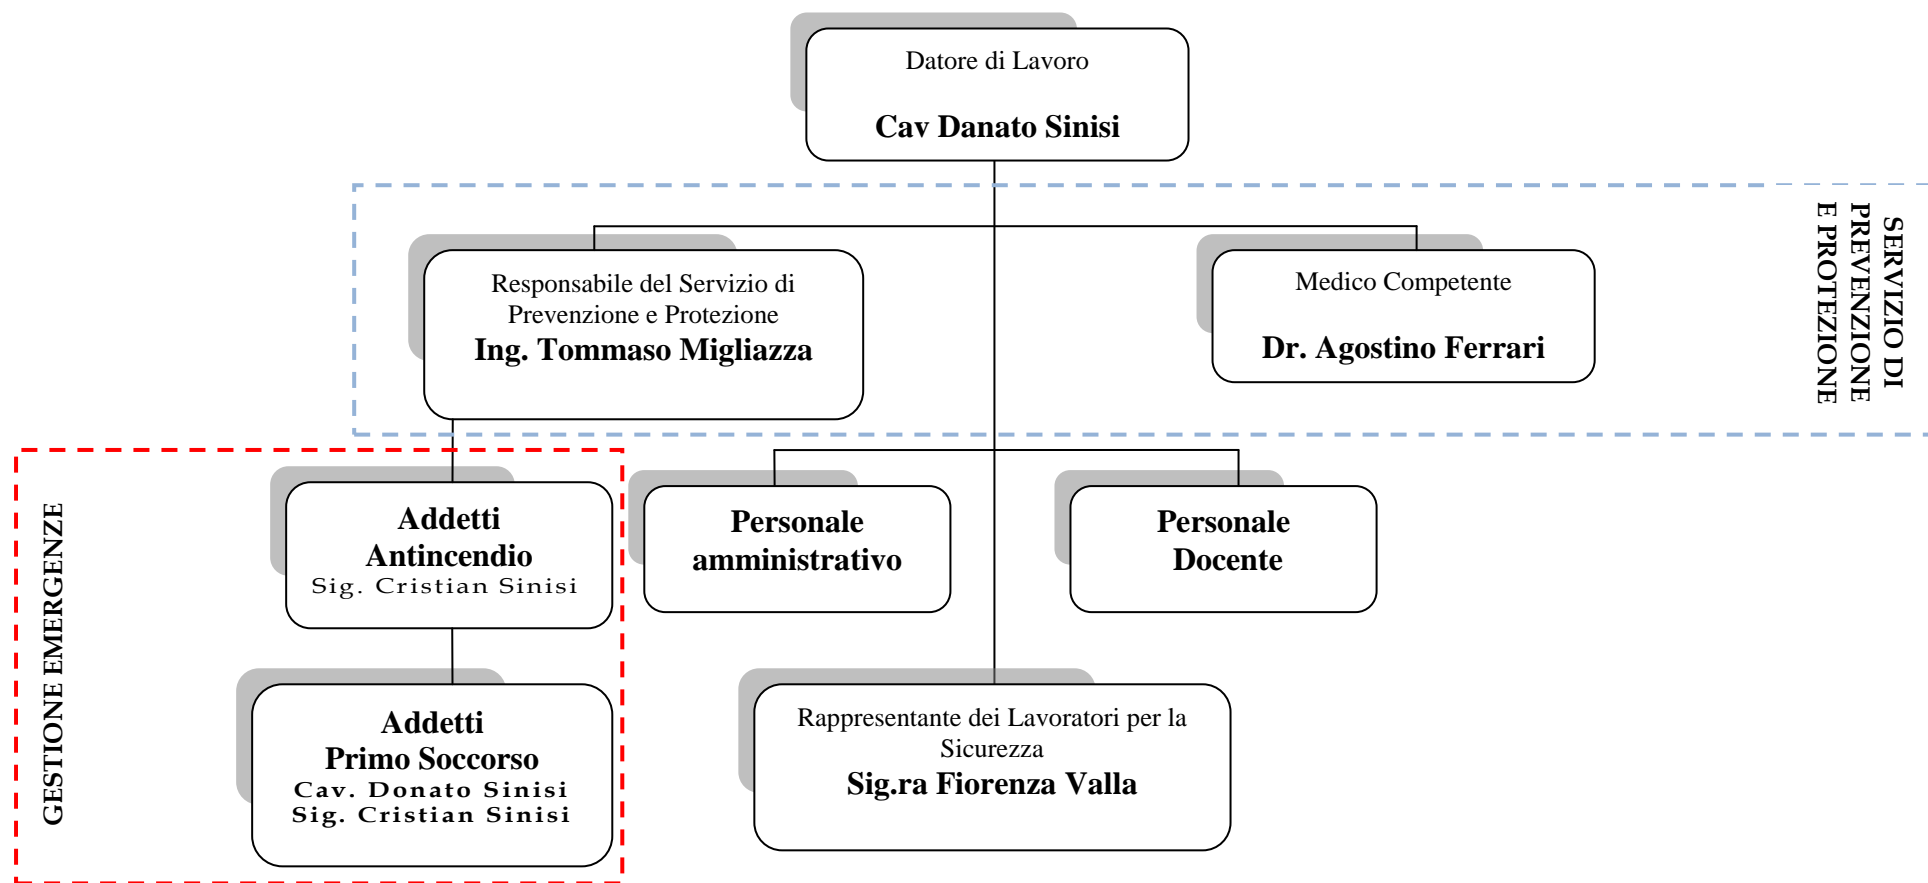 Datore di Lavoro
Cav Danato Sinisi
SERVIZIO DI
PREVENZIONE
E PROTEZIONE
Responsabile del Servizio di
Prevenzione e Protezione
Ing. Tommaso Migliazza
Medico Competente
Dr. Agostino Ferrari
GESTIONE EMERGENZE
Addetti
Antincendio
Sig. Cristian Sinisi
Personale
amministrativo
Personale
Docente
Addetti
Primo Soccorso
Cav. Donato Sinisi
Sig. Cristian Sinisi
Rappresentante dei Lavoratori per la
Sicurezza
Sig.ra Fiorenza Valla